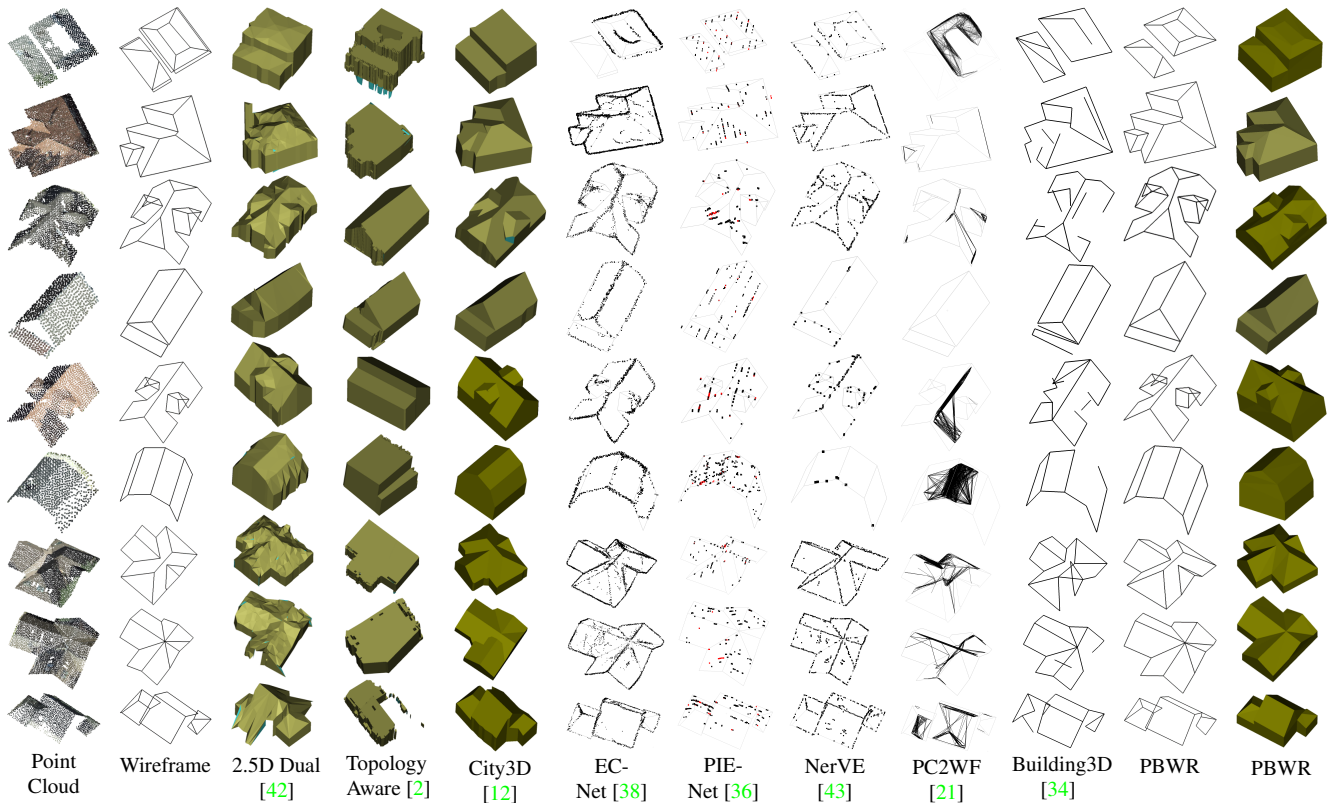 Point Cloud
Wireframe
2.5D Dual [42]
Topology Aware [2]
City3D [12]
EC-Net [38]
PIE-Net [36]
NerVE [43]
PC2WF [21]
Building3D [34]
PBWR
PBWR